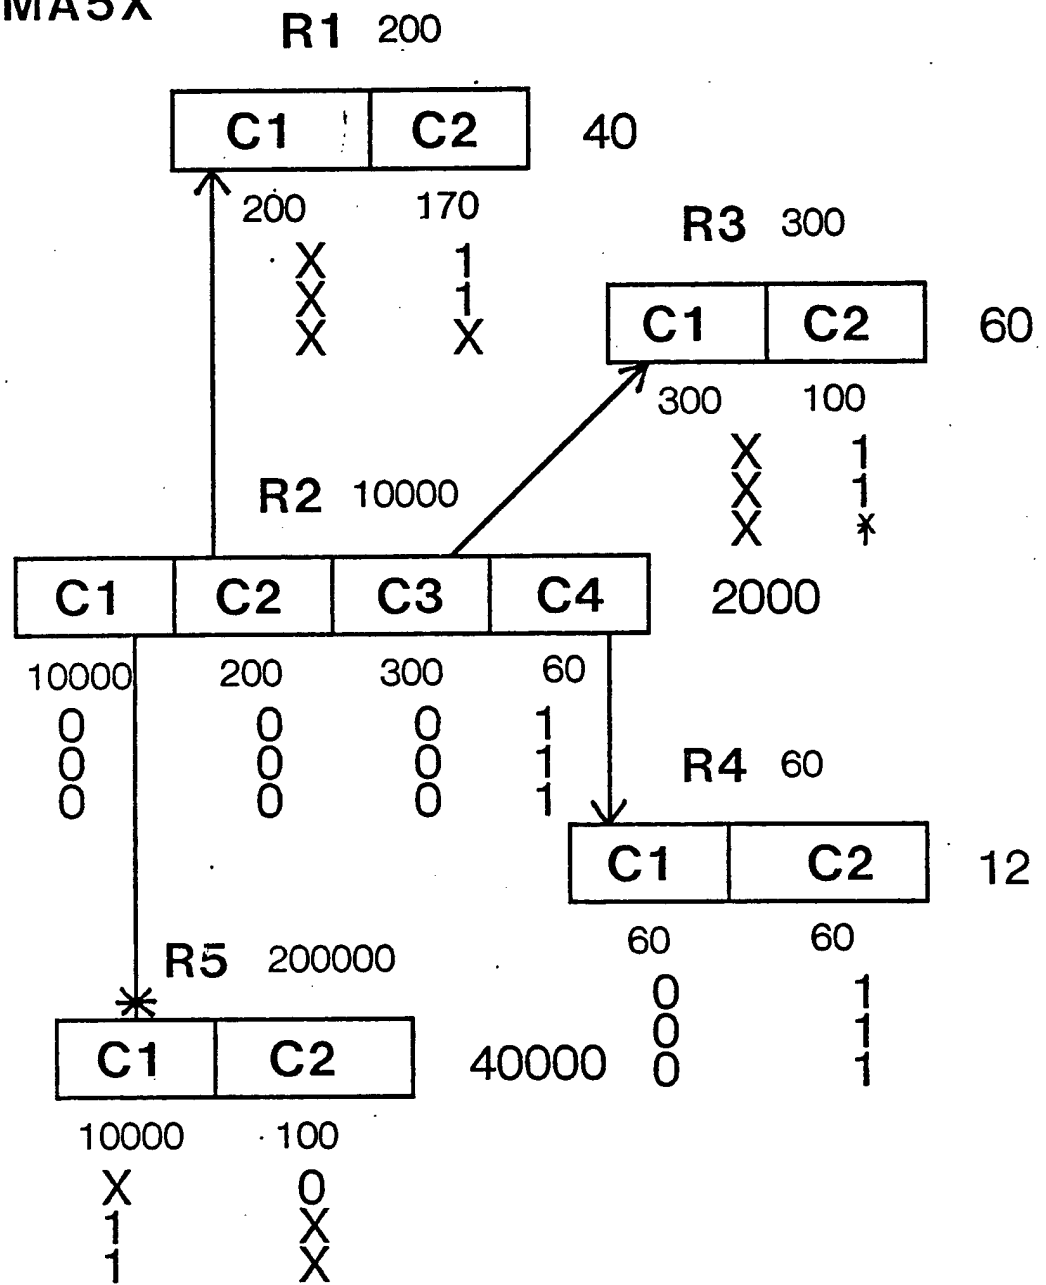 MA5X
R1 200
C1 C2 40
200 170
X 1
X 1
X X
R3 300
C1 C2 60
300 100
X 1
X 1
X *
R2 10000
C1 C2 C3 C4 2000
10000 200 300 60
0 0 0 1
0 0 0 1
0 0 0 1
R4 60
C1 C2 12
60 60
0 1
0 1
0 1
R5 200000
C1 C2 40000
10000 100
X 0
1 X
1 X